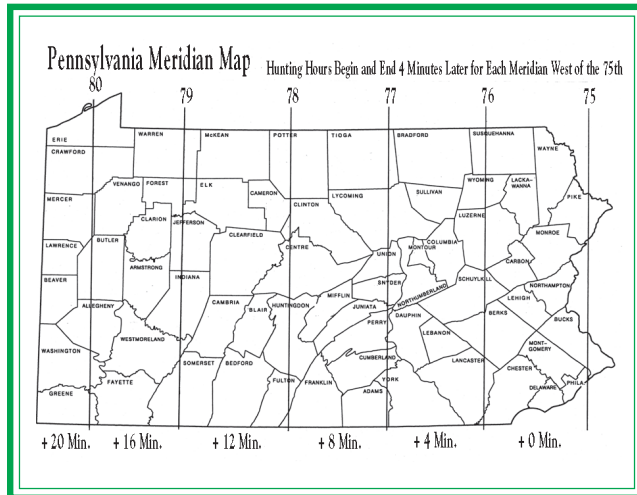 Pennsylvania Meridian Map
Hunting Hours Begin and End 4 Minutes Later for Each Meridian West of the 75th
80 79 78 77 76 75
ERIE
WARREN
McKEAN
POTTER
TIOGA
BRADFORD
SUSQUEHANNA
CRAWFORD
WAYNE
VENANGO
FOREST
ELK
CAMERON
WYOMING
LACKA-
WANNA
MERCER
LYCOMING
SULLIVAN
PIKE
CLINTON
CLARION
JEFFERSON
LUZERNE
CLEARFIELD
MONROE
LAWRENCE
BUTLER
CENTRE
COLUMBIA
MONTOUR
UNION
CARBON
ARMSTRONG
INDIANA
BEAVER
SNYDER
SCHUYLKILL
NORTHUMBERLAND
NORTHAMPTON
MIFFLIN
LEHIGH
ALLEGHENY
CAMBRIA
HUNTINGDON
BLAIR
JUNIATA
DAUPHIN
BERKS
BUCKS
PERRY
WESTMORELAND
LEBANON
MONT-
GOMERY
WASHINGTON
CUMBERLAND
LANCASTER
SOMERSET
BEDFORD
CHESTER
FULTON
FRANKLIN
YORK
FAYETTE
PHILA.
DELAWARE
ADAMS
GREENE
+ 20 Min. + 16 Min. + 12 Min. + 8 Min. + 4 Min. + 0 Min.